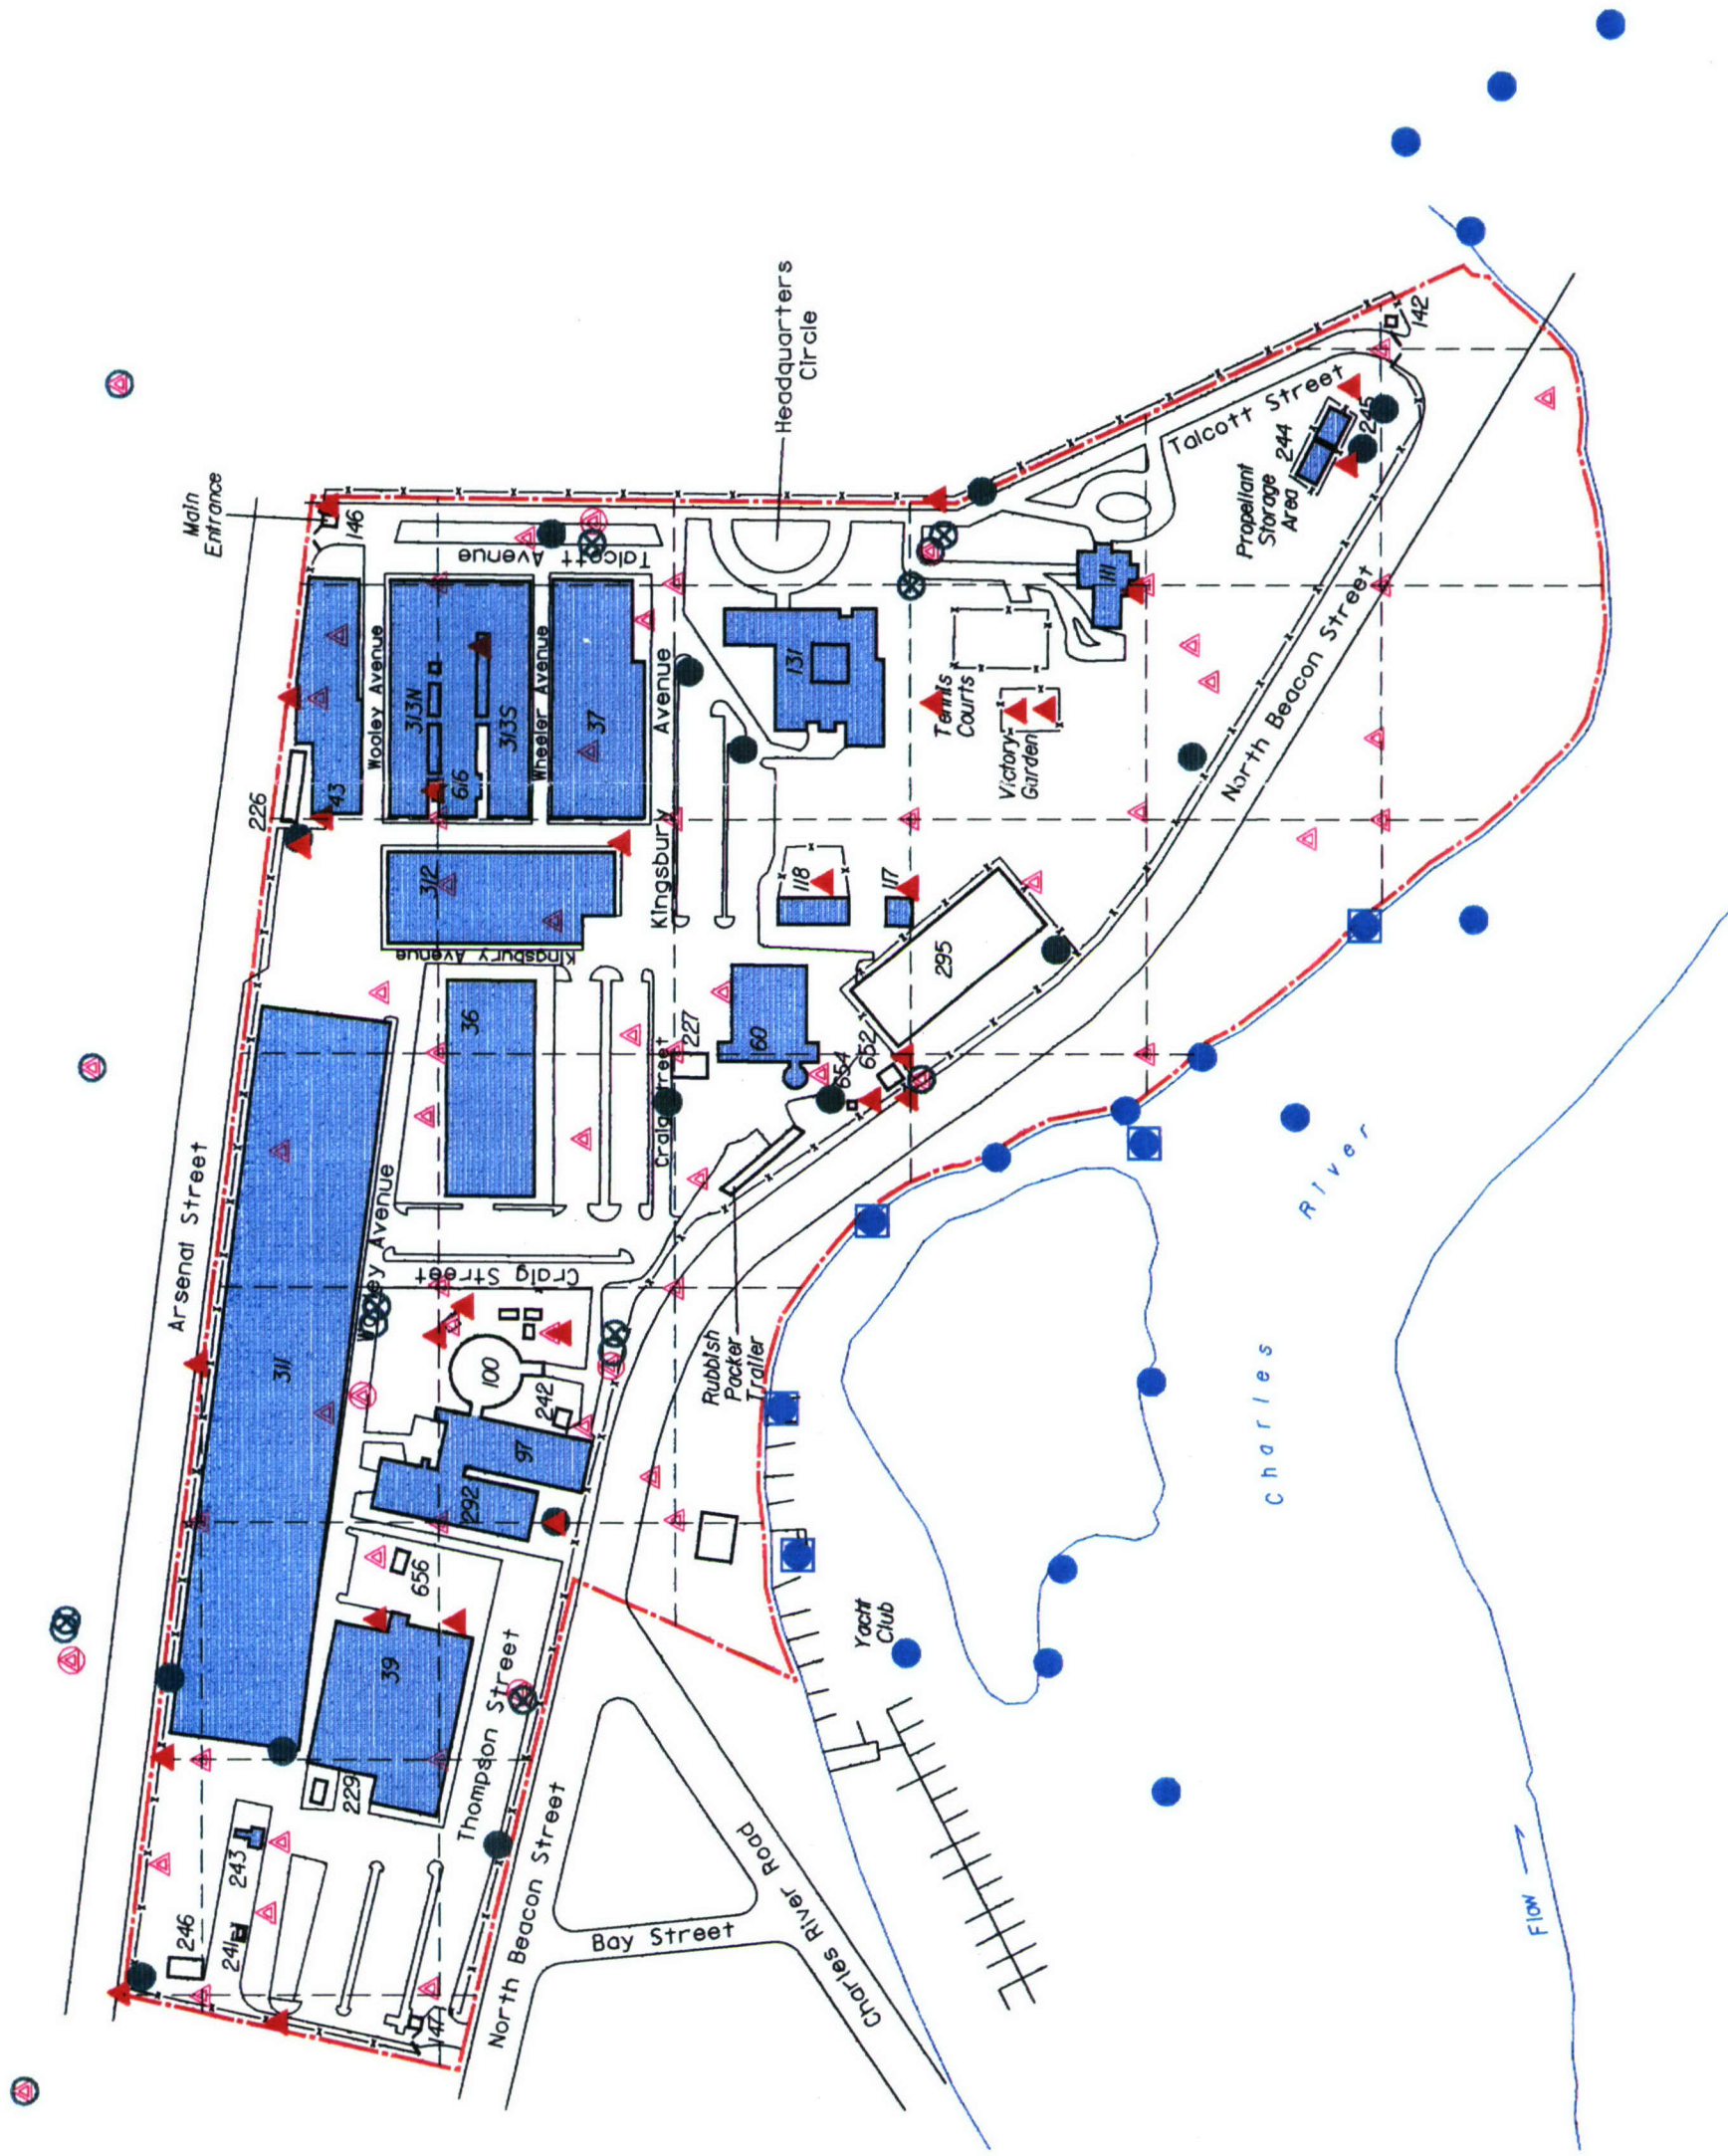 Main
Entrance
146
Headquarters
Circle
142
Talcott Street
245
244
Propellant
Storage
Area
Talcott Avenue
111
North Beacon Street
Wooley Avenue
313N
616
313S
Wheeler Avenue
37
Kingsbury Avenue
131
Tennis
Courts
Victory
Garden
226
43
312
118
117
295
Kingsbury Avenue
36
Craig Street
227
60
654
652
Arsenal Street
311
Wooley Avenue
Craig Street
100
242
97
292
Rubbish
Packer
Trailer
River
Charles
656
39
229
Thompson Street
Yacht
Club
243
241
246
147
North Beacon Street
Bay Street
Charles River Road
Flow